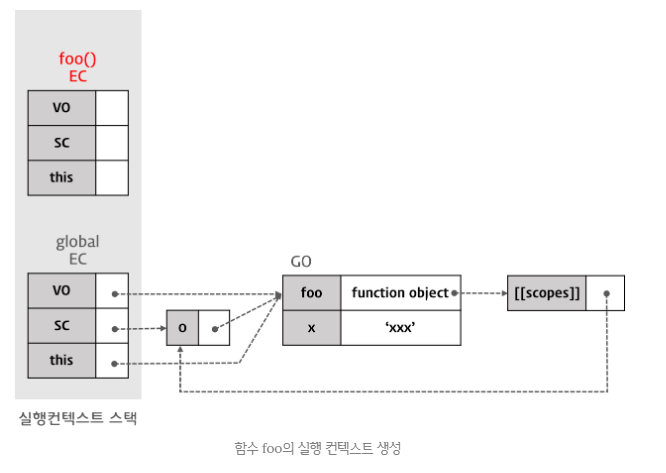 foo()
EC
VO
SC
this
global
EC
VO
SC
this
0
GO
foo function object
x ‘xxx’
[[scopes]]
실행컨텍스트 스택
함수 foo의 실행 컨텍스트 생성